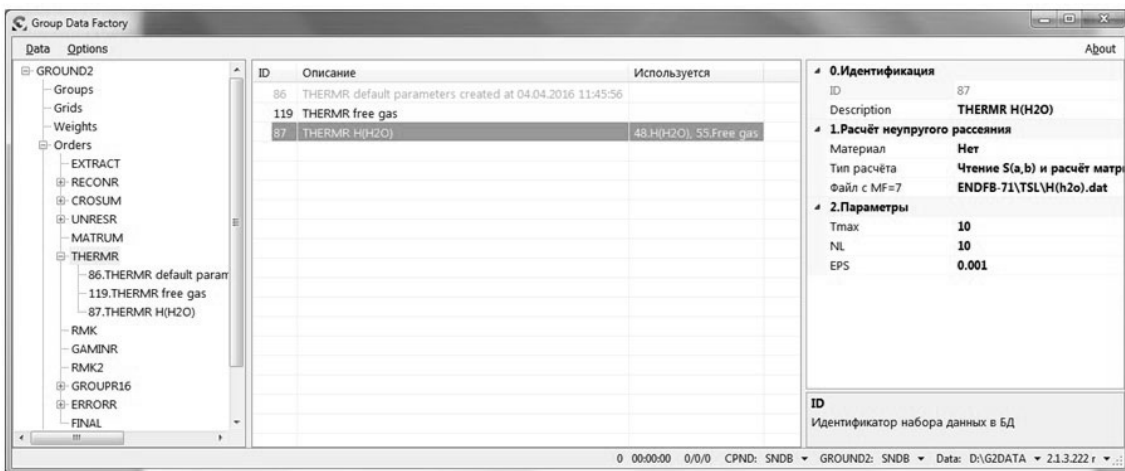 Group Data Factory
Data Options About
GROUND2
Groups
Grids
Weights
Orders
EXTRACT
RECONR
CROSUM
UNRESR
MATRUM
THERMR
86.THERMR default param
119.THERMR free gas
87.THERMR H(H2O)
RMK
GAMINR
RMK2
GROUPR16
ERRORR
FINAL
ID Описание Используется
86 THERMR default parameters created at 04.04.2016 11:45:56
119 THERMR free gas
87 THERMR H(H2O) 48.H(H2O), 55.Free gas
0.Идентификация
ID 87
Description THERMR H(H2O)
1.Расчёт неупругого рассеяния
Материал Нет
Тип расчёта Чтение S(a,b) и расчёт матри
Файл с MF=7 ENDFB-71\TSL\H(h2o).dat
2.Параметры
Tmax 10
NL 10
EPS 0.001
ID
Идентификатор набора данных в БД
0 00:00:00 0/0/0 CPND: SNDB GROUND2: SNDB Data: D:\G2DATA 2.1.3.222 r